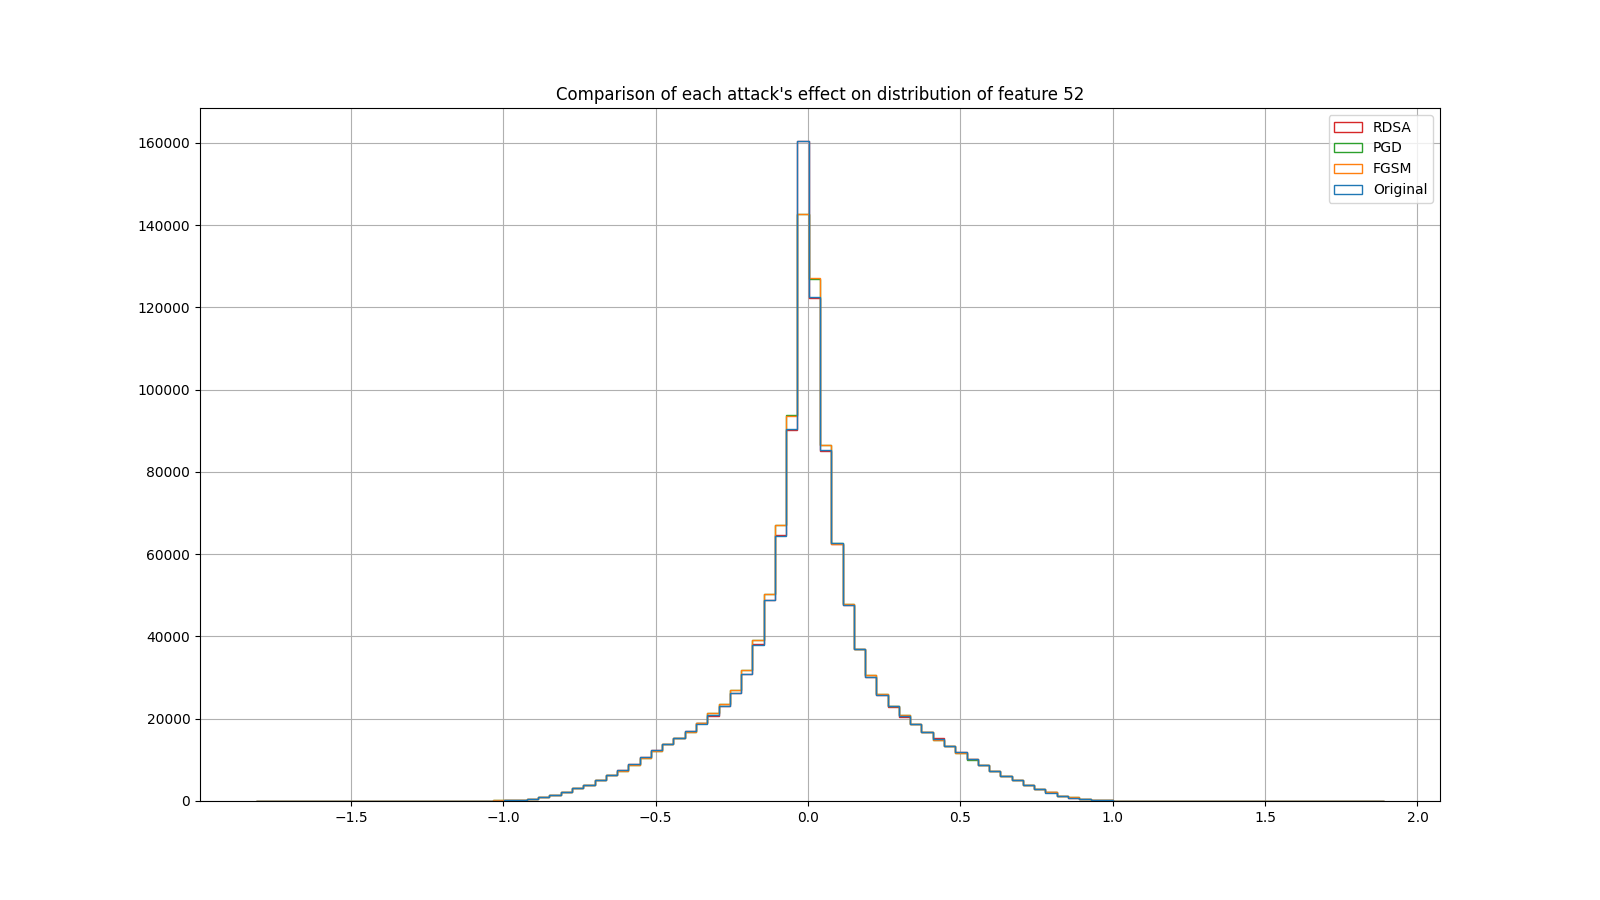 Comparison of each attack's effect on distribution of feature 52
RDSA
PGD
FGSM
Original
160000
140000
120000
100000
80000
60000
40000
20000
0
−1.5 −1.0 −0.5 0.0 0.5 1.0 1.5 2.0